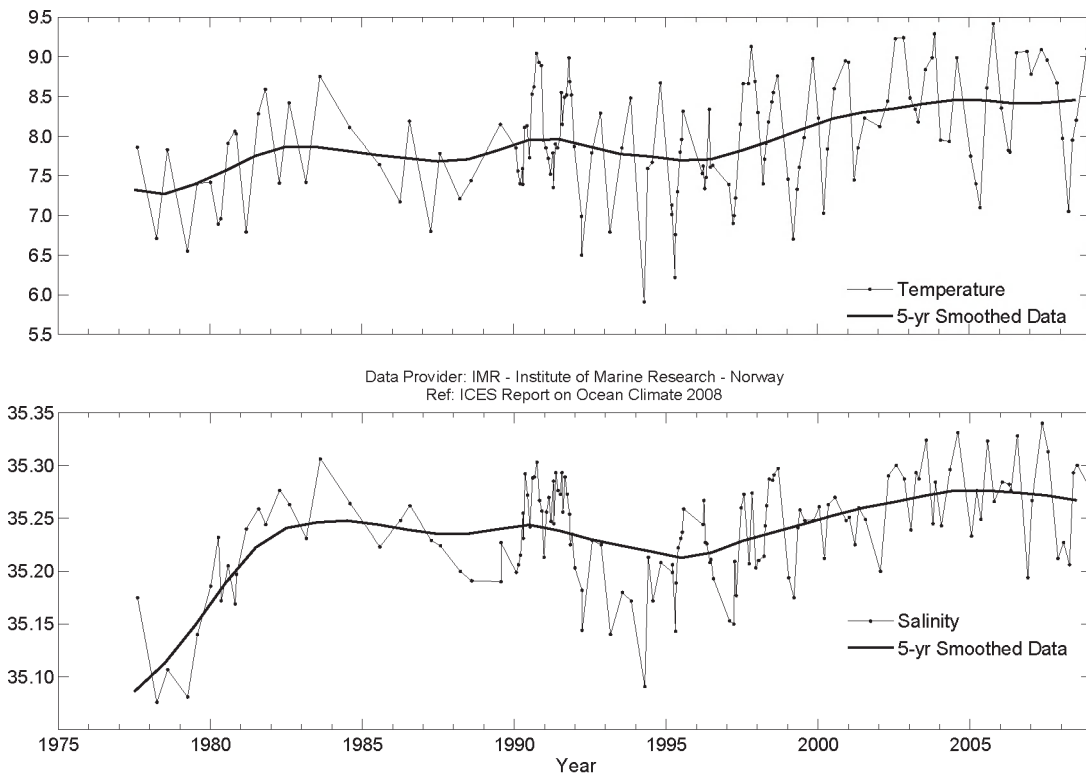 9.5
9.0
8.5
8.0
7.5
7.0
6.5
6.0
5.5
Temperature
5-yr Smoothed Data
Data Provider: IMR - Institute of Marine Research - Norway
Ref: ICES Report on Ocean Climate 2008
35.35
35.30
35.25
35.20
35.15
35.10
Salinity
5-yr Smoothed Data
1975 1980 1985 1990 1995 2000 2005
Year